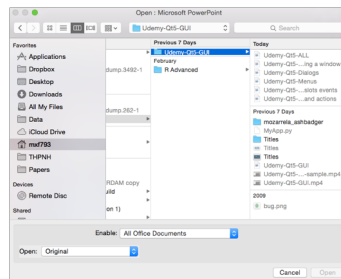 Open : Microsoft PowerPoint
Udemy-Qt5-GUI
Search
Favorites
Applications
Dropbox
Desktop
Downloads
All My Files
Data
iCloud Drive
mxf793
THPNH
Papers
Devices
Remote Disc
Shared
dump.3492-1
dump.262-1
RDAM copy
uild
on 1)
Previous 7 Days
Udemy-Qt5-GUI
February
R Advanced
Today
Udemy-Qt5-ALL
Udemy-Qt5-...ing a window
Udemy-Qt5-Dialogs
Udemy-Qt5-Menus
Udemy-Qt5-...slots events
Udemy-Qt5-...and actions
Previous 7 Days
mozarrela_ashbadger
MyApp.py
Titles
Titles
Titles
Udemy-Qt5-GUI
Udemy-Qt5-...-sample.mp4
Udemy-Qt5-GUI.mp4
2009
bug.png
Enable: All Office Documents
Open: Original
Cancel
Open